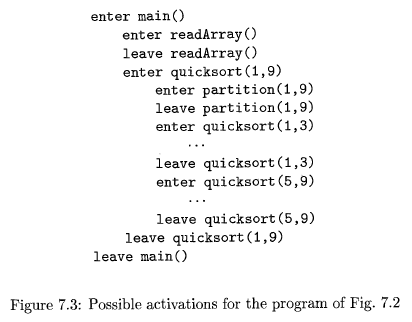 enter main()
enter readArray()
leave readArray()
enter quicksort(1,9)
enter partition(1,9)
leave partition(1,9)
enter quicksort(1,3)
...
leave quicksort(1,3)
enter quicksort(5,9)
...
leave quicksort(5,9)
leave quicksort(1,9)
leave main()
Figure 7.3: Possible activations for the program of Fig. 7.2